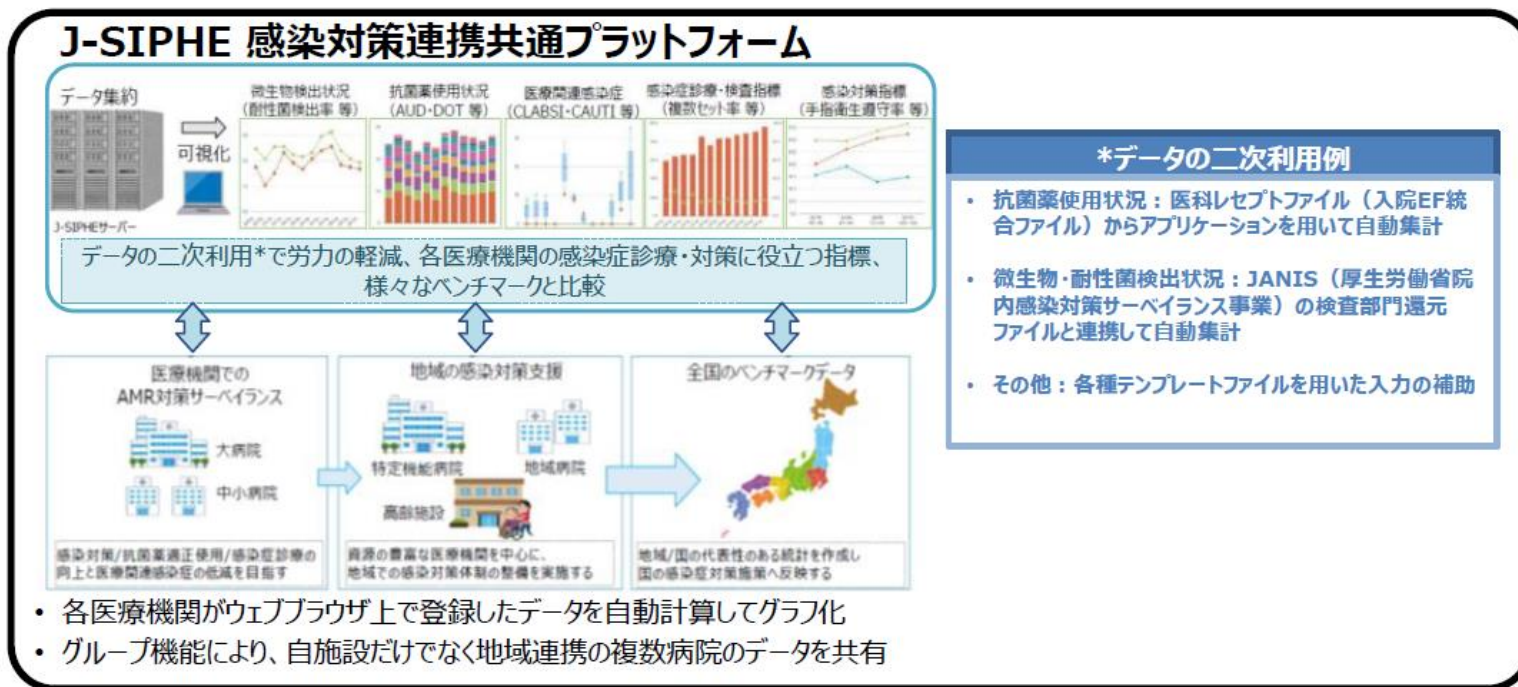 J-SIPHE 感染対策連携共通プラットフォーム
データ集約
可視化
J-SIPHEサーバー
微生物検出状況
(耐性菌検出率 等)
抗菌薬使用状況
(AUD・DOT 等)
医療関連感染症
(CLABSI・CAUTI 等)
感染症診療・検査指標
(複数セット率 等)
感染対策指標
(手指衛生遵守率 等)
データの二次利用*で労力の軽減、各医療機関の感染症診療・対策に役立つ指標、
様々なベンチマークと比較
医療機関での
AMR対策サーベイランス
大病院
中小病院
感染対策/抗菌薬適正使用/感染症診療の
向上と医療関連感染症の低減を目指す
地域の感染対策支援
特定機能病院
地域病院
高齢施設
資源の豊富な医療機関を中心に、
地域での感染対策体制の整備を実施する
全国のベンチマークデータ
地域/国の代表性のある統計を作成し
国の感染症対策施策へ反映する
• 各医療機関がウェブブラウザ上で登録したデータを自動計算してグラフ化
• グループ機能により、自施設だけでなく地域連携の複数病院のデータを共有
*データの二次利用例
• 抗菌薬使用状況：医科レセプトファイル（入院EF統
合ファイル）からアプリケーションを用いて自動集計
• 微生物・耐性菌検出状況：JANIS（厚生労働省院
内感染対策サーベイランス事業）の検査部門還元
ファイルと連携して自動集計
• その他：各種テンプレートファイルを用いた入力の補助